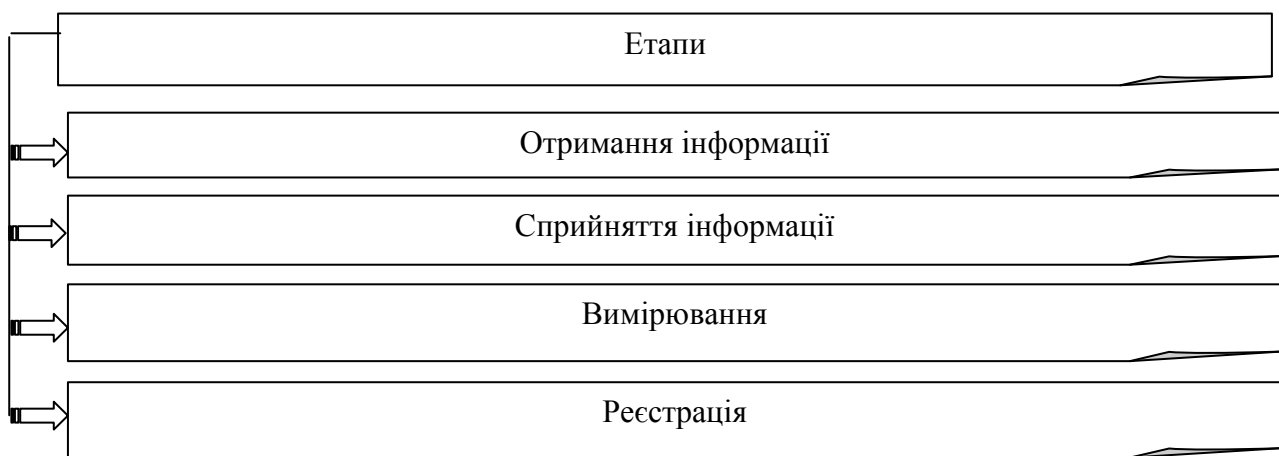 Етапи
Отримання інформації
Сприйняття інформації
Вимірювання
Реєстрація